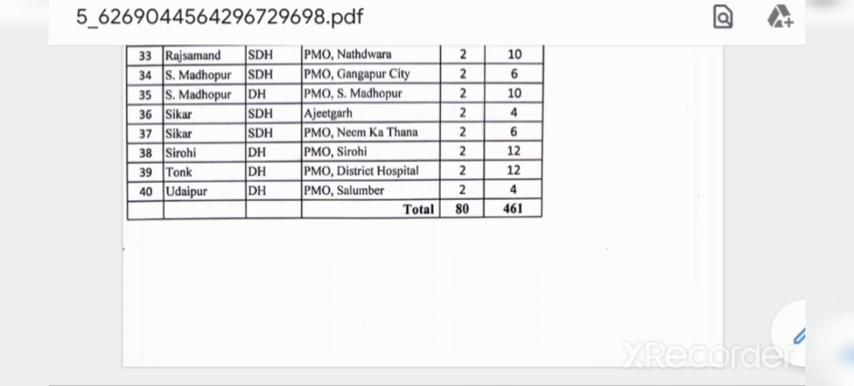 5_6269044564296729698.pdf
33 Rajsamand SDH PMO, Nathdwara 2 10
34 S. Madhopur SDH PMO, Gangapur City 2 6
35 S. Madhopur DH PMO, S. Madhopur 2 10
36 Sikar SDH Ajeetgarh 2 4
37 Sikar SDH PMO, Neem Ka Thana 2 6
38 Sirohi DH PMO, Sirohi 2 12
39 Tonk DH PMO, District Hospital 2 12
40 Udaipur DH PMO, Salumber 2 4
Total 80 461
XRecorder